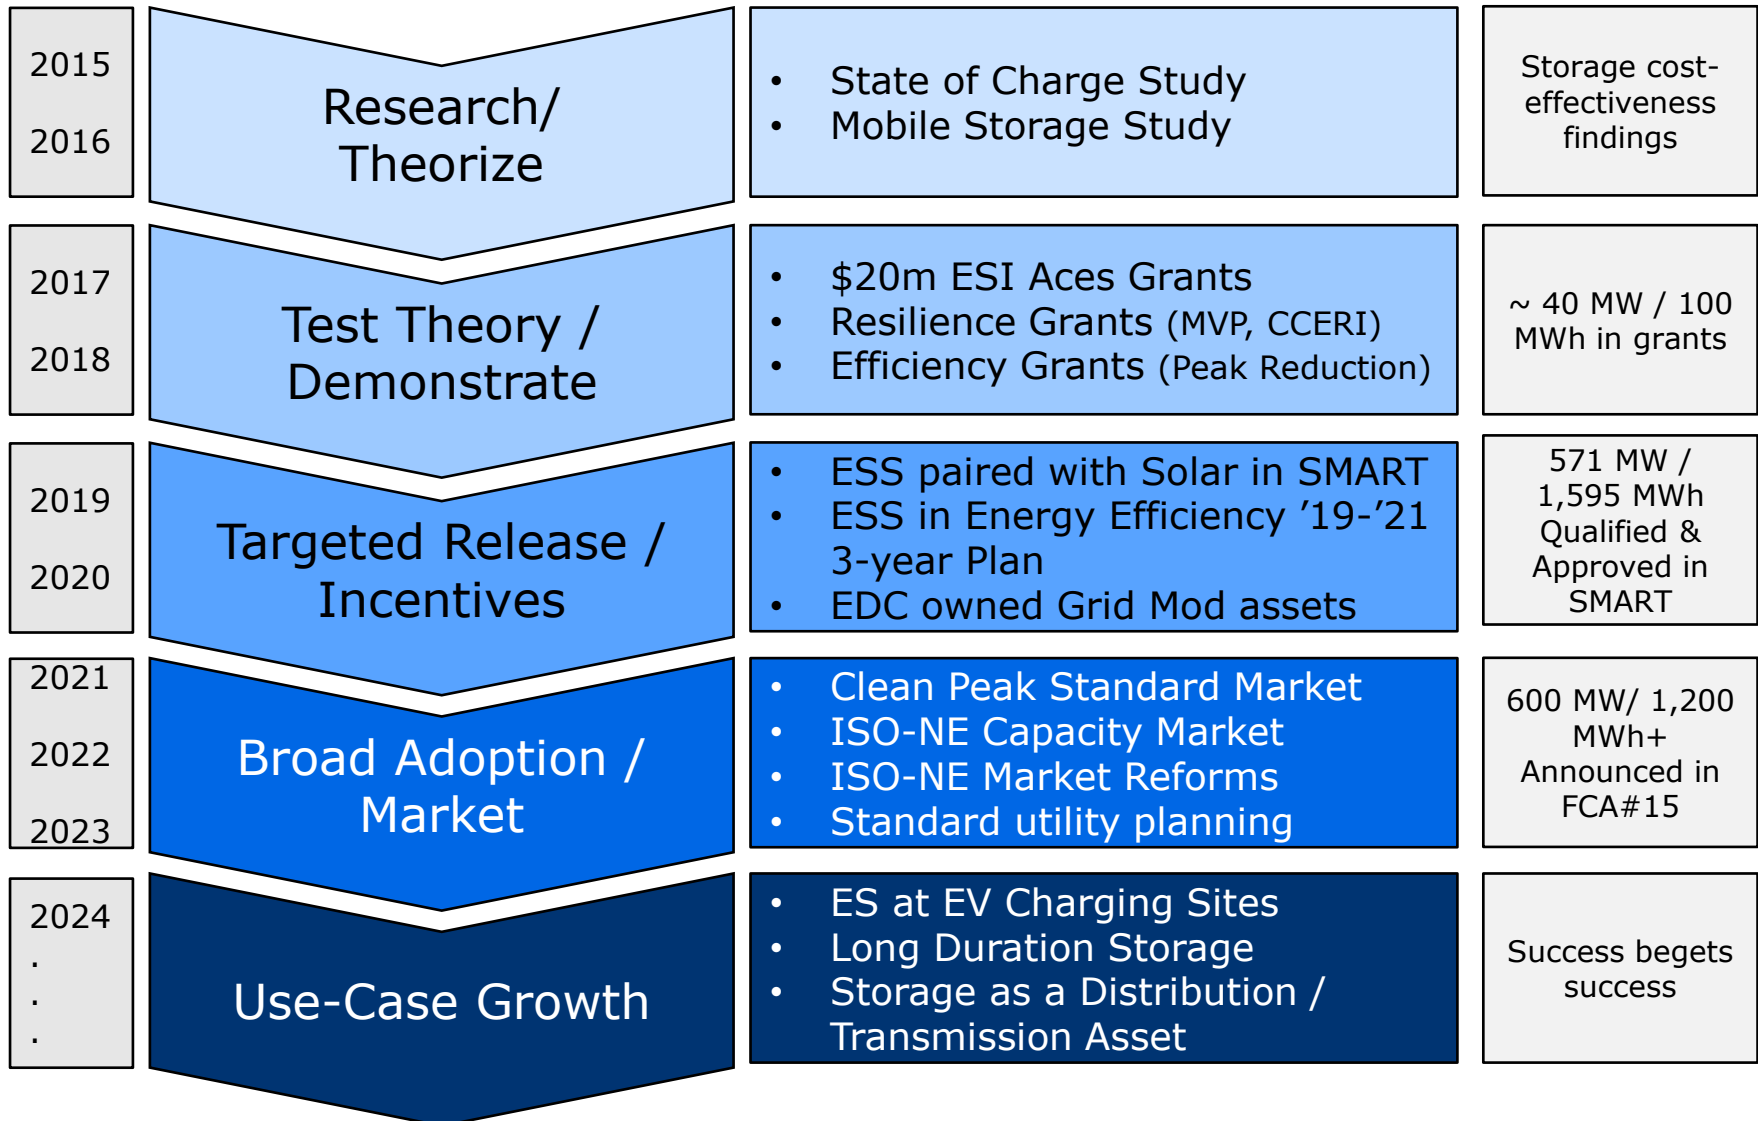 2015
2016
Research/
Theorize
• State of Charge Study
• Mobile Storage Study
Storage cost-
effectiveness
findings
2017
2018
Test Theory /
Demonstrate
• $20m ESI Aces Grants
• Resilience Grants (MVP, CCERI)
• Efficiency Grants (Peak Reduction)
~ 40 MW / 100
MWh in grants
2019
2020
Targeted Release /
Incentives
• ESS paired with Solar in SMART
• ESS in Energy Efficiency ’19-’21
3-year Plan
• EDC owned Grid Mod assets
571 MW /
1,595 MWh
Qualified &
Approved in
SMART
2021
2022
2023
Broad Adoption /
Market
• Clean Peak Standard Market
• ISO-NE Capacity Market
• ISO-NE Market Reforms
• Standard utility planning
600 MW/ 1,200
MWh+
Announced in
FCA#15
2024
.
.
.
Use-Case Growth
• ES at EV Charging Sites
• Long Duration Storage
• Storage as a Distribution /
Transmission Asset
Success begets
success